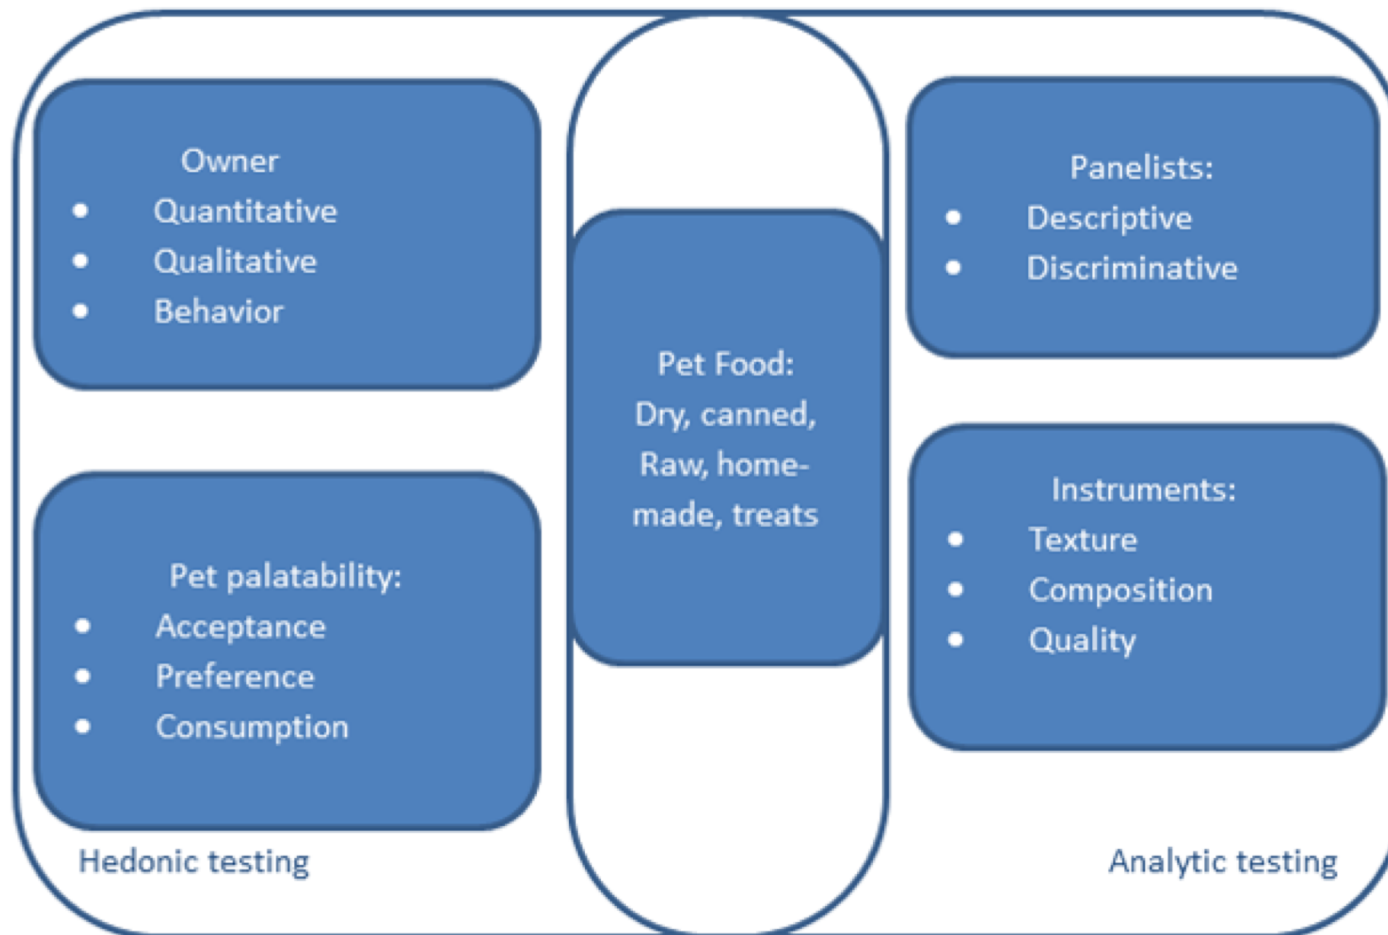 Owner
• Quantitative
• Qualitative
• Behavior
Pet palatability:
• Acceptance
• Preference
• Consumption
Hedonic testing
Pet Food:
Dry, canned,
Raw, home-
made, treats
Panelists:
• Descriptive
• Discriminative
Instruments:
• Texture
• Composition
• Quality
Analytic testing